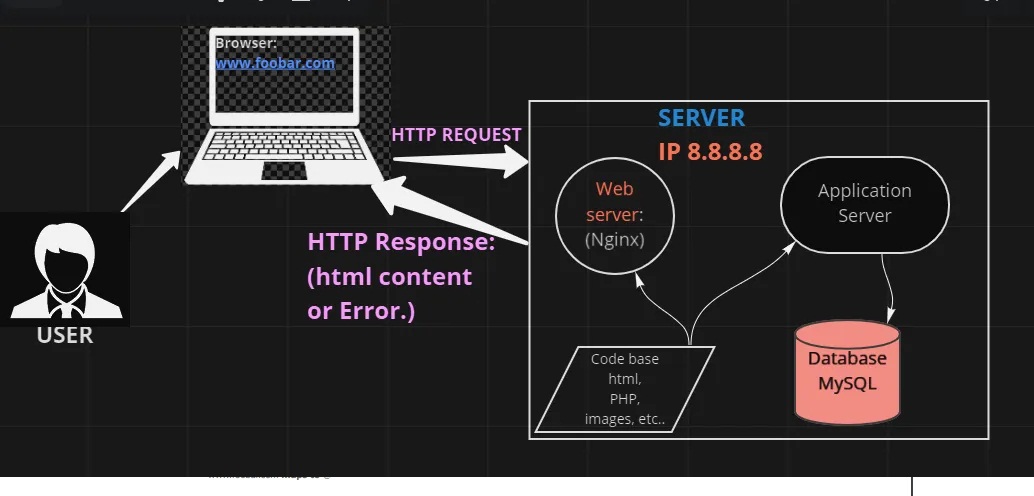 Browser:
www.foobar.com
HTTP REQUEST
SERVER
IP 8.8.8.8
Web
server:
(Nginx)
Application
Server
HTTP Response:
(html content
or Error.)
USER
Code base
html,
PHP,
images, etc..
Database
MySQL